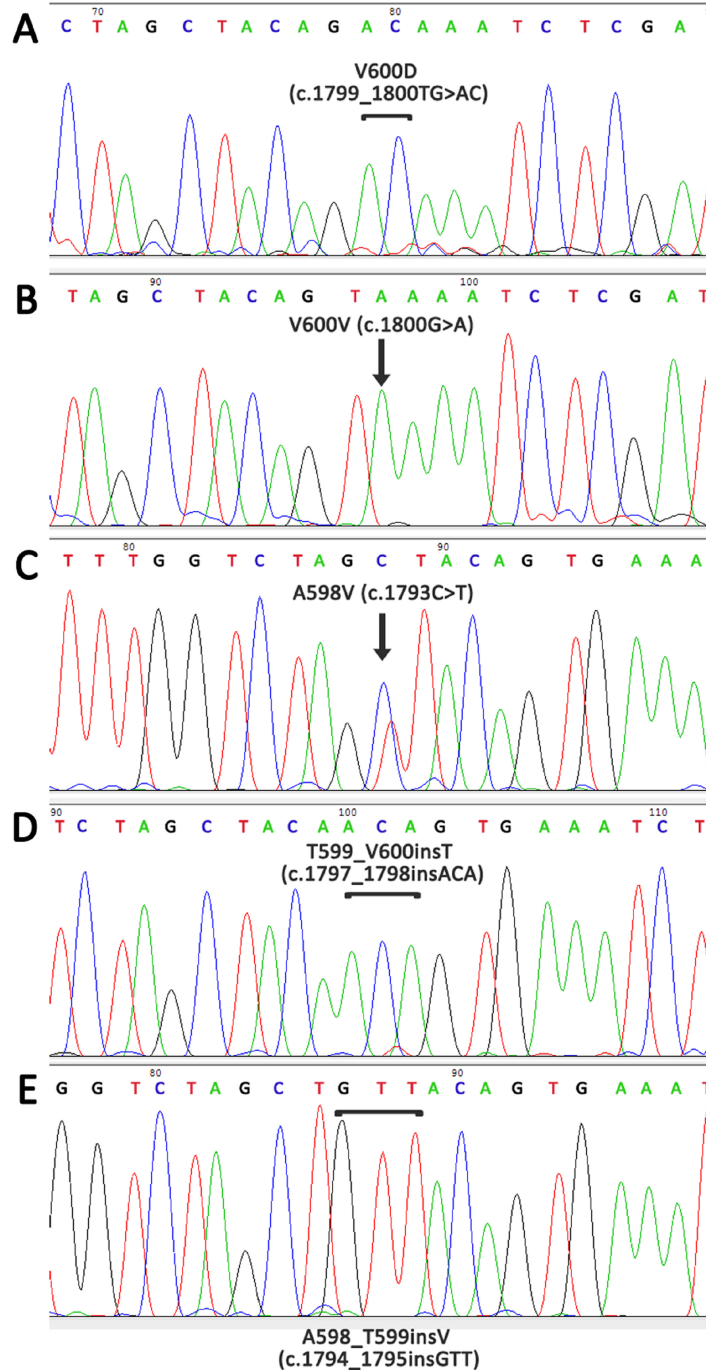 A
70 80
C T A G C T A C A G A C A A A T C T C G A
V600D
(c.1799_1800TG>AC)
B
90 100
T A G C T A C A G T A A A A T C T C G A T
V600V (c.1800G>A)
C
80 90
T T T G G T C T A G C T A C A G T G A A A
A598V (c.1793C>T)
D
90 100 110
T C T A G C T A C A A C A G T G A A A T C T
T599_V600insT
(c.1797_1798insACA)
E
80 90
G G T C T A G C T G T T A C A G T G A A A T
A598_T599insV
(c.1794_1795insGTT)